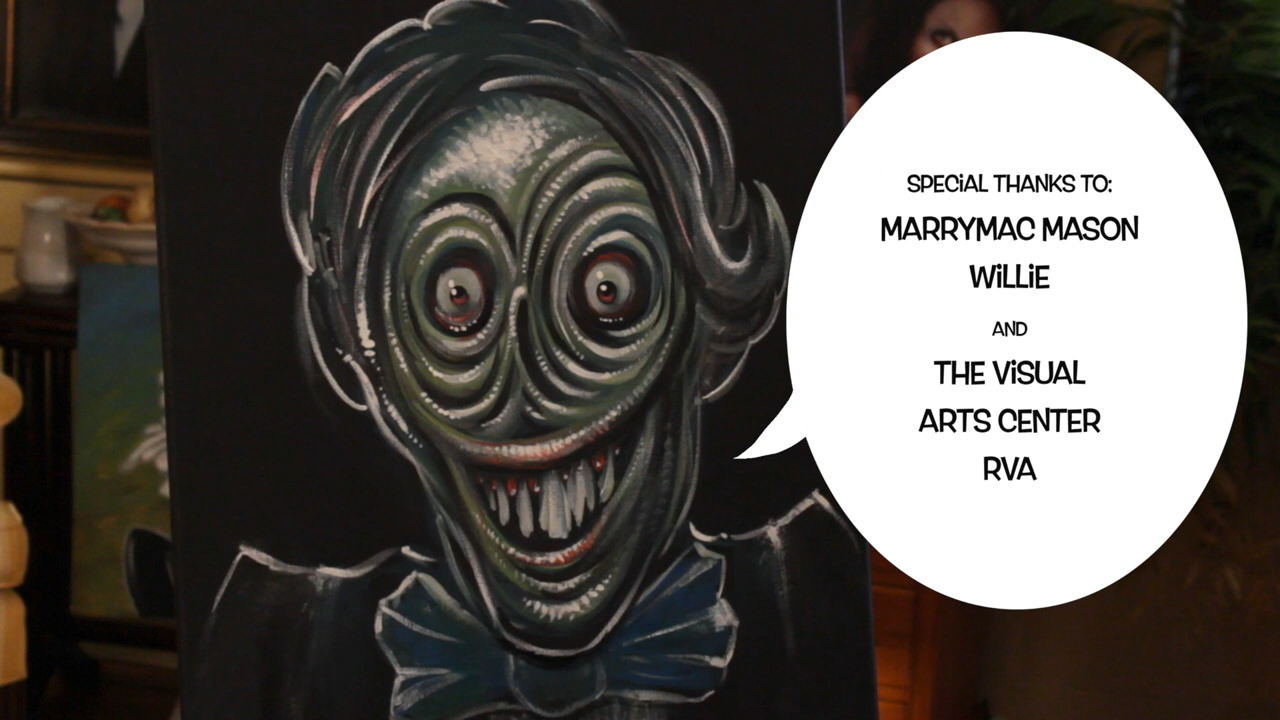 SPECiAL THANKS TO:
MARRYMAC MASON
WiLLiE
AND
THE ViSUAL
ARTS CENTER
RVA